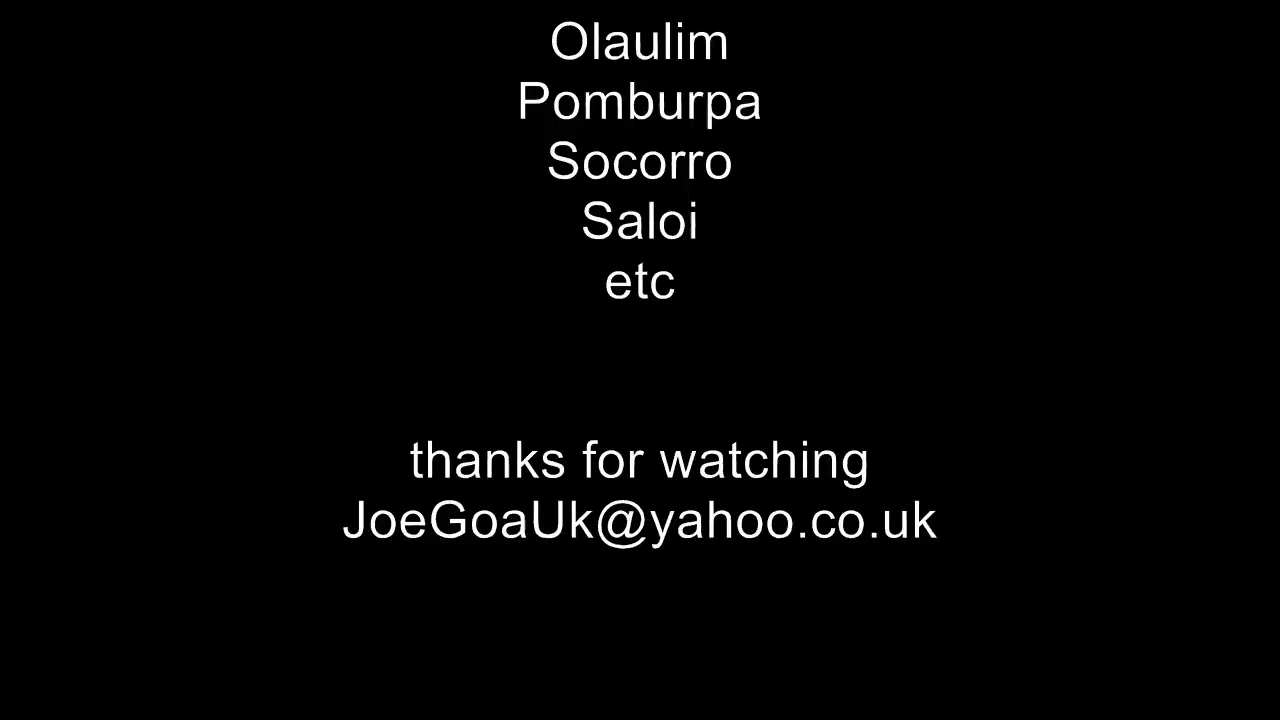 Olaulim
Pomburpa
Socorro
Saloi
etc
thanks for watching
JoeGoaUk@yahoo.co.uk